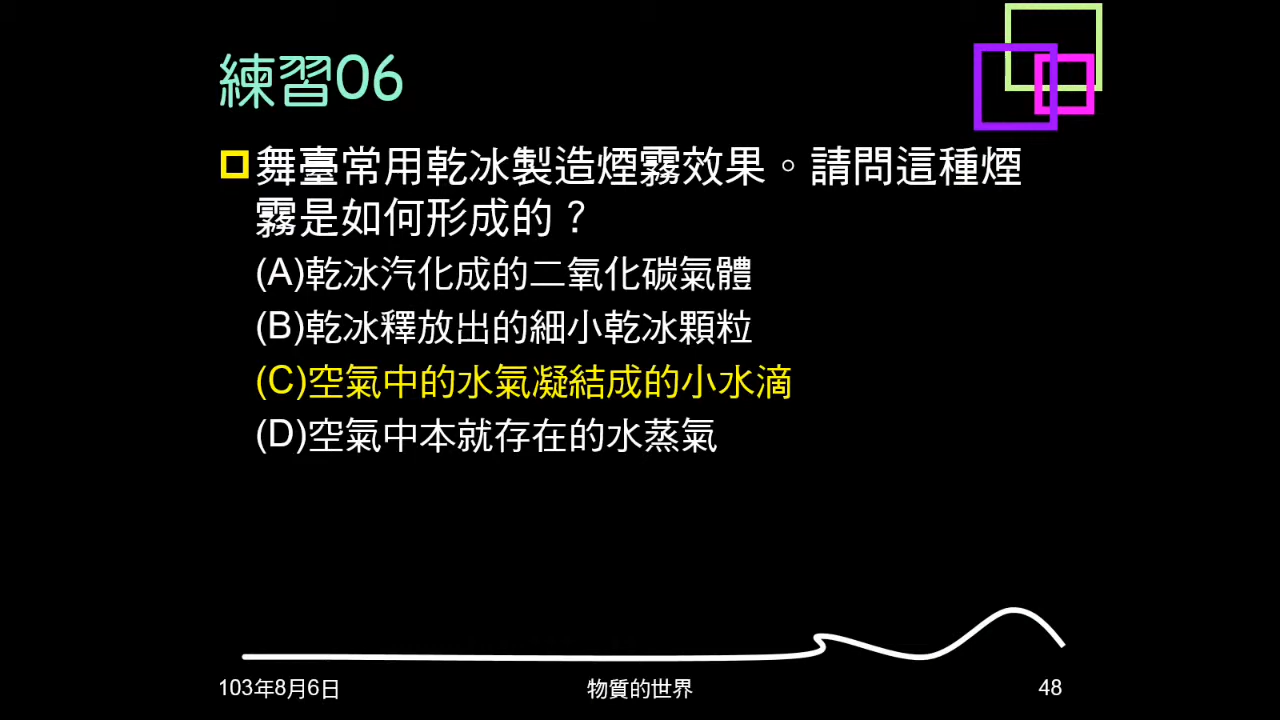 練習06
舞臺常用乾冰製造煙霧效果。請問這種煙
霧是如何形成的？
(A)乾冰汽化成的二氧化碳氣體
(B)乾冰釋放出的細小乾冰顆粒
(C)空氣中的水氣凝結成的小水滴
(D)空氣中本就存在的水蒸氣
103年8月6日
物質的世界
48